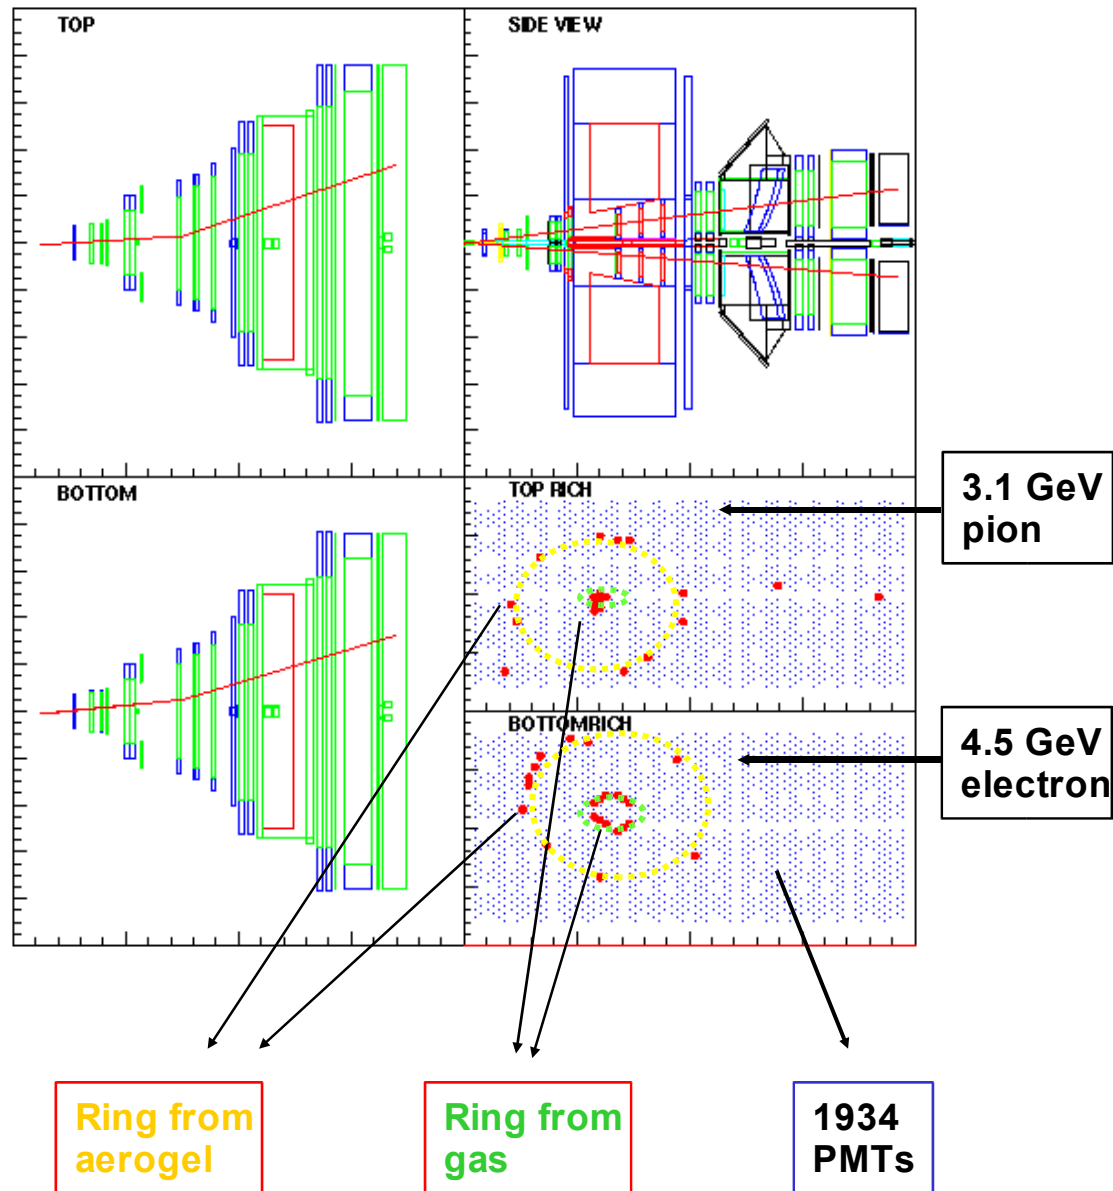 TOP
SIDE VIEW
BOTTOM
TOP RICH
3.1 GeV
pion
BOTTOMRICH
4.5 GeV
electron
Ring from
aerogel
Ring from
gas
1934
PMTs